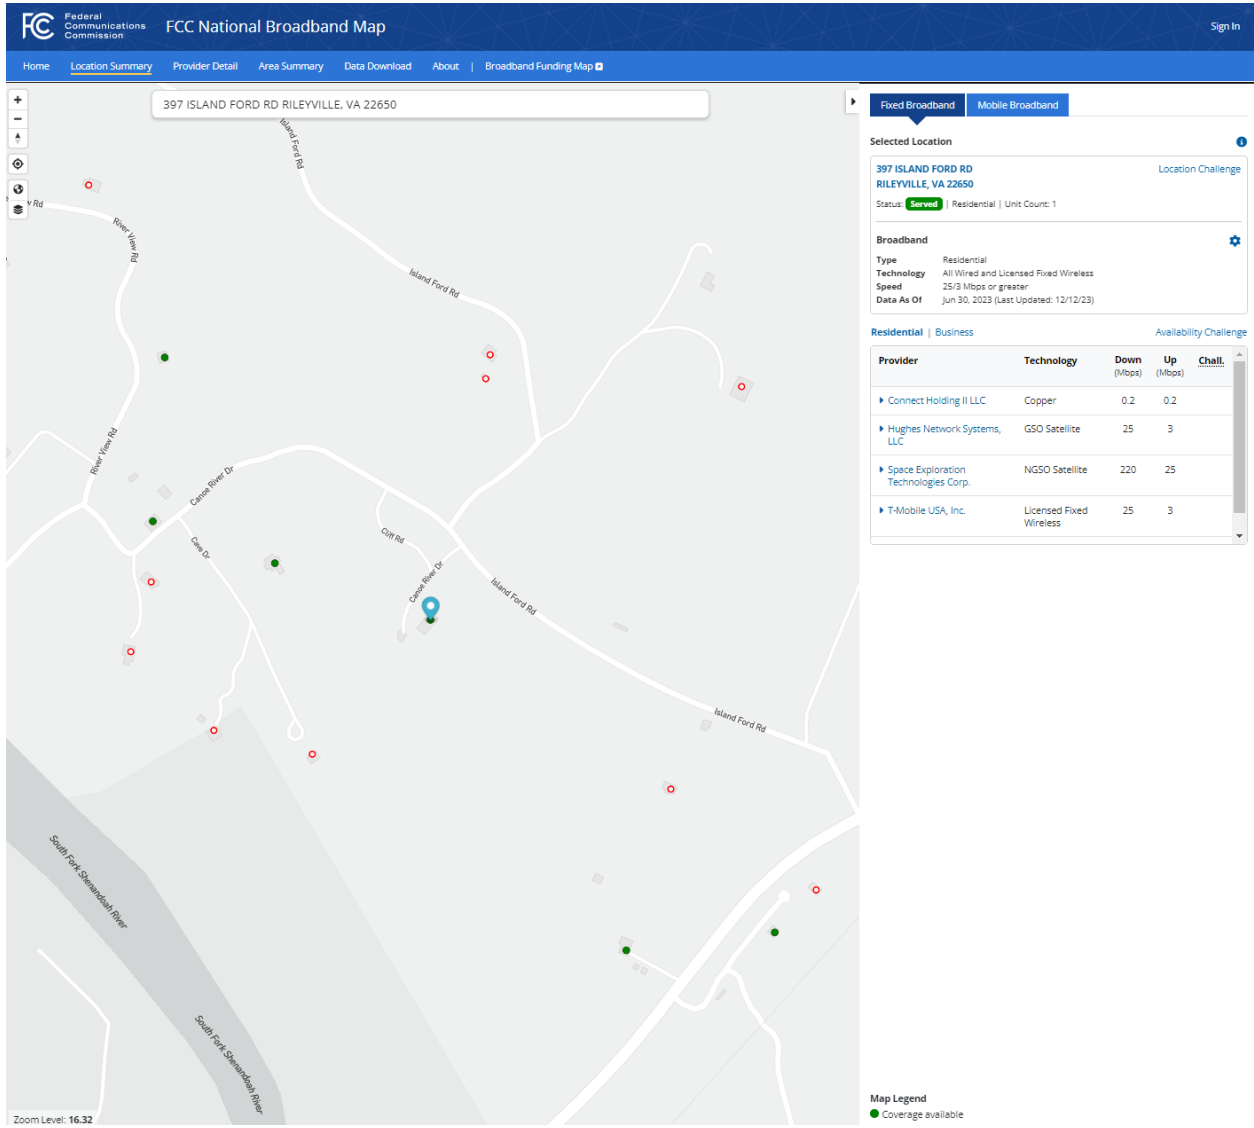 FC Federal
Communications
Commission
FCC National Broadband Map
Sign In
Home Location Summary Provider Detail Area Summary Data Download About | Broadband Funding Map
397 ISLAND FORD RD RILEYVILLE, VA 22650
Island Ford Rd
River View Rd
Island Ford Rd
River View Rd
Canoe River Dr
Cave Dr
Cliff Rd
Canoe River Dr
Island Ford Rd
Island Ford Rd
South Fork Shenandoah River
South Fork Shenandoah River
Zoom Level: 16.32
Fixed Broadband Mobile Broadband
Selected Location
397 ISLAND FORD RD Location Challenge
RILEYVILLE, VA 22650
Status: Served | Residential | Unit Count: 1
Broadband
Type Residential
Technology All Wired and Licensed Fixed Wireless
Speed 25/3 Mbps or greater
Data As Of Jun 30, 2023 (Last Updated: 12/12/23)
Residential | Business Availability Challenge
Provider Technology Down Up Chall.
(Mbps) (Mbps)
Connect Holding II LLC Copper 0.2 0.2
Hughes Network Systems, GSO Satellite 25 3
LLC
Space Exploration NGSO Satellite 220 25
Technologies Corp.
T-Mobile USA, Inc. Licensed Fixed 25 3
Wireless
Map Legend
Coverage available